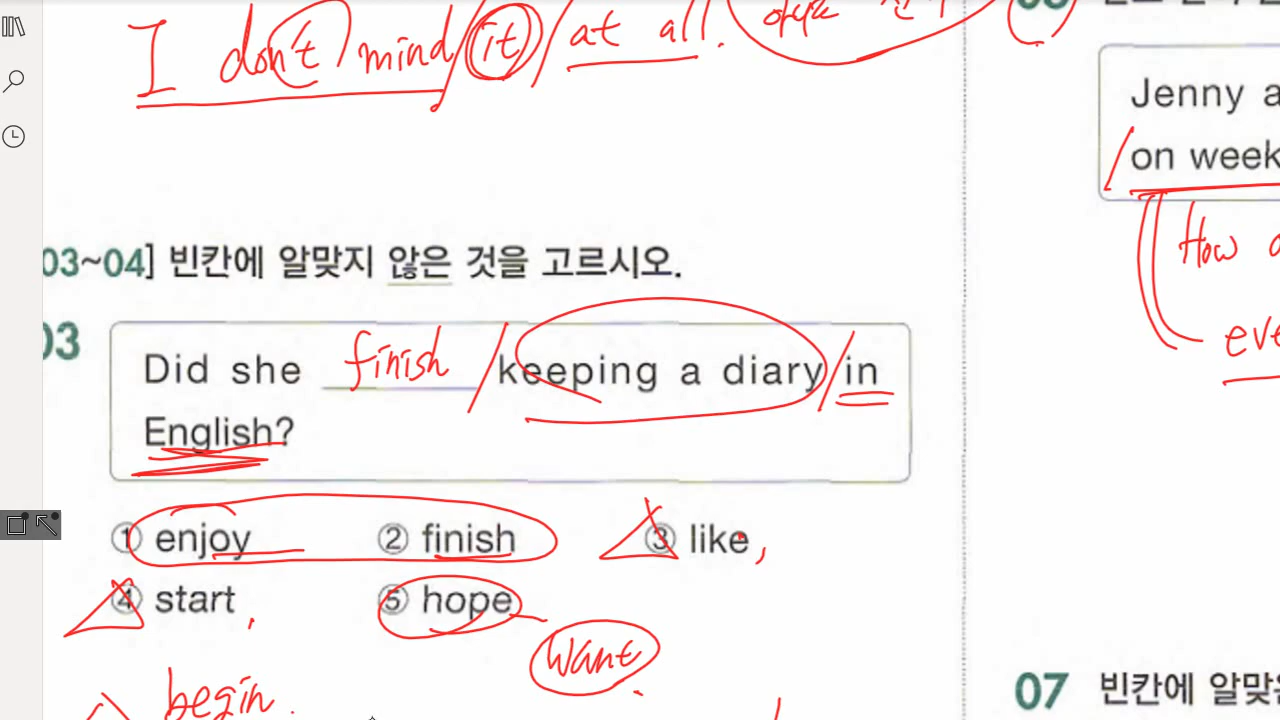 I don't mind / it / at all.
Jenny a
on week
How
eve
03~04] 빈칸에 알맞지 않은 것을 고르시오.
03
Did she finish / keeping a diary / in
English?
① enjoy ② finish ③ like,
④ start, ⑤ hope
want
begin.
07 빈칸에 알맞은